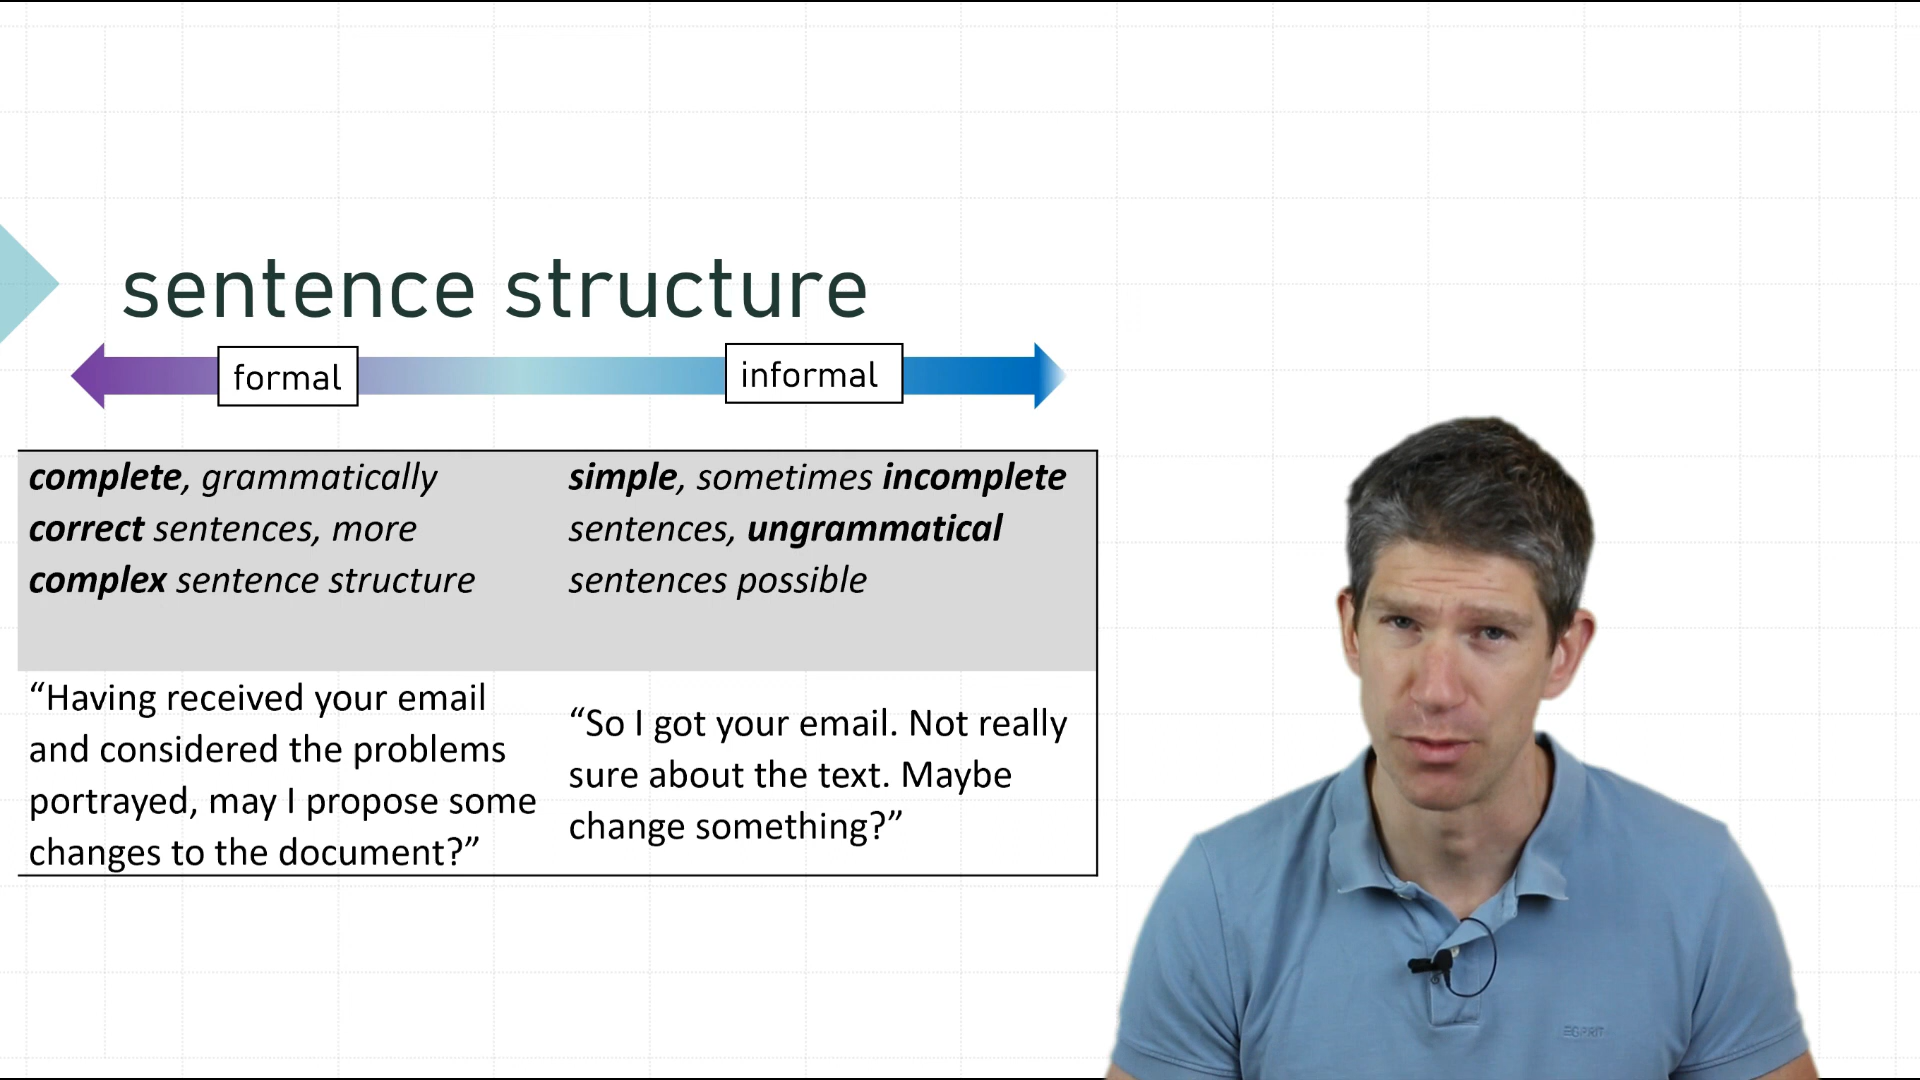 sentence structure
formal
informal
complete, grammatically
correct sentences, more
complex sentence structure
simple, sometimes incomplete
sentences, ungrammatical
sentences possible
“Having received your email
and considered the problems
portrayed, may I propose some
changes to the document?”
“So I got your email. Not really
sure about the text. Maybe
change something?”
ESPRIT